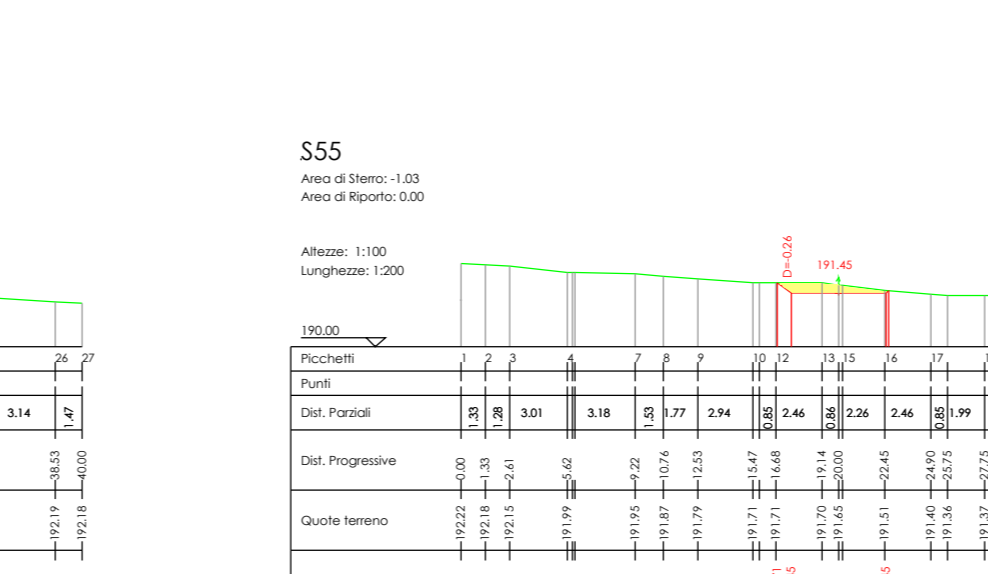 S55
Area di Sterro: -1.03
Area di Riporto: 0.00
Altezze: 1:100
Lunghezze: 1:200
D=-0.26
191.45
190.00
26 27
Picchetti 1 2 3 4 7 8 9 10 12 13 15 16 17
Punti
3.14 1.47
Dist. Parziali 1.33 1.28 3.01 3.18 1.53 1.77 2.94 0.85 2.46 0.86 2.26 2.46 0.85 1.99
38.53 40.00
Dist. Progressive 0.00 1.33 2.61 5.62 9.22 10.76 12.53 15.47 16.68 19.14 20.00 22.45 24.90 25.75 27.75
192.19 192.18
Quote terreno 192.22 192.18 192.15 191.99 191.95 191.87 191.79 191.71 191.71 191.70 191.65 191.51 191.40 191.36 191.37